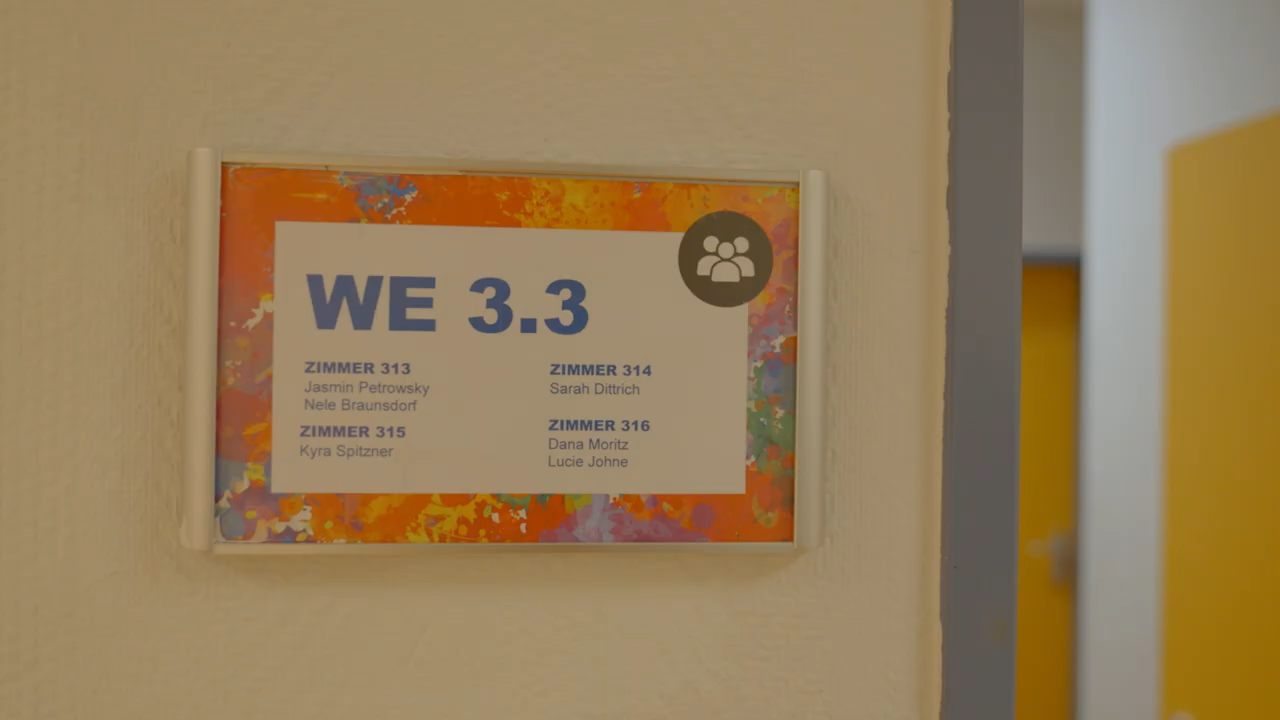 WE 3.3
ZIMMER 313
Jasmin Petrowsky
Nele Braunsdorf
ZIMMER 314
Sarah Dittrich
ZIMMER 315
Kyra Spitzner
ZIMMER 316
Dana Moritz
Lucie Johne